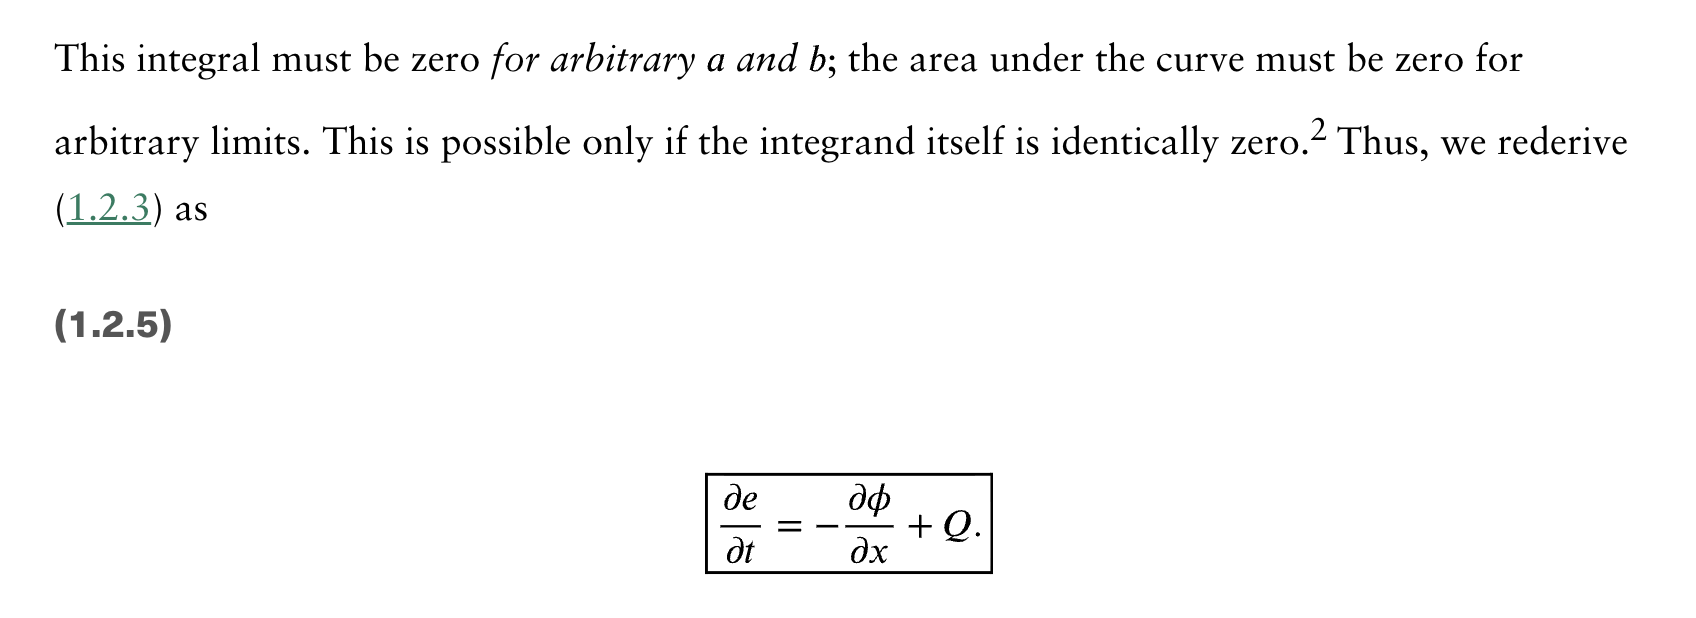 This integral must be zero for arbitrary a and b; the area under the curve must be zero for
arbitrary limits. This is possible only if the integrand itself is identically zero.² Thus, we rederive
(1.2.3) as
(1.2.5)
∂e/∂t = −∂ϕ/∂x + Q.